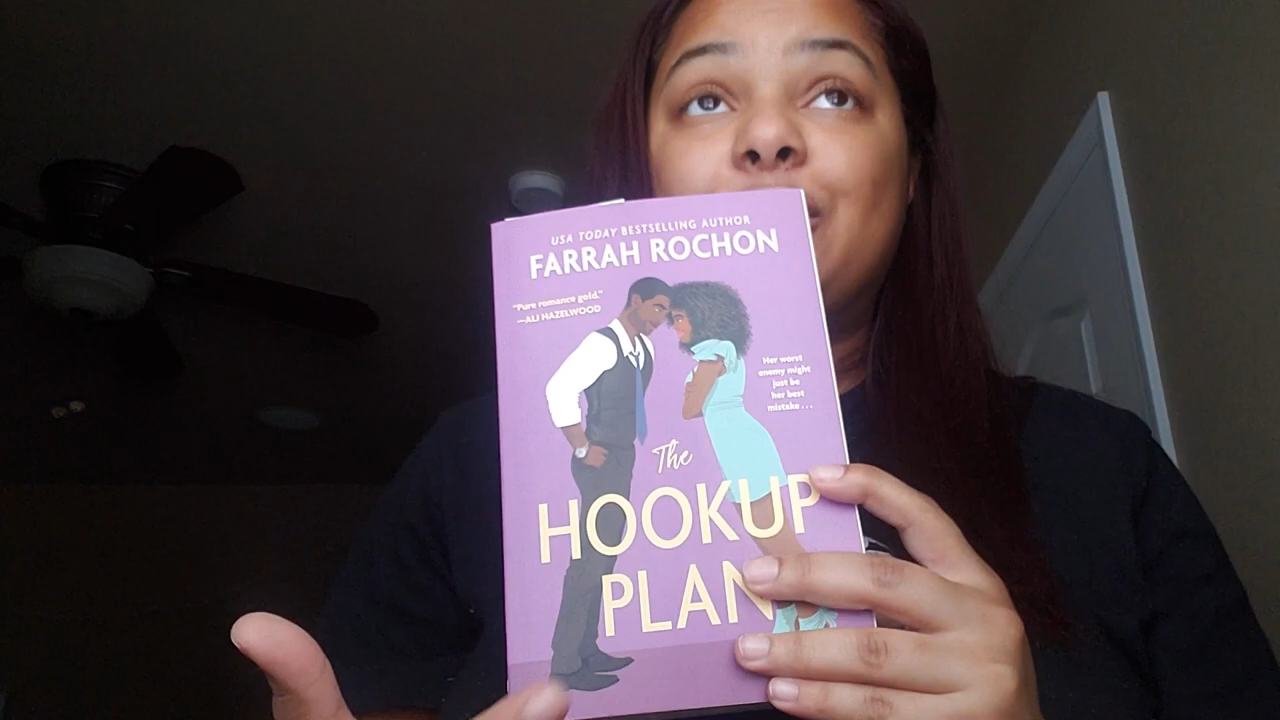 USA TODAY BESTSELLING AUTHOR
FARRAH ROCHON
"Pure romance gold."
—ALI HAZELWOOD
Her worst
enemy might
just be
her best
mistake . . .
The
HOOKUP
PLAN